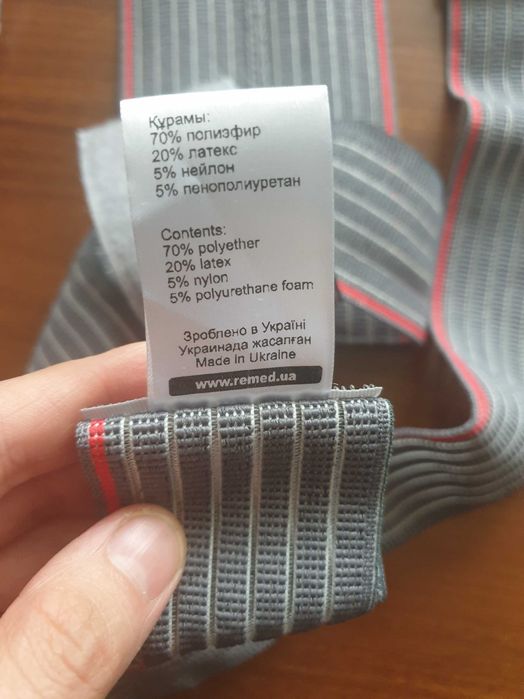 Құрамы:
70% полиэфир
20% латекс
5% нейлон
5% пенополиуретан
Contents:
70% polyether
20% latex
5% nylon
5% polyurethane foam
Зроблено в Україні
Украинада жасалған
Made in Ukraine
www.remed.ua